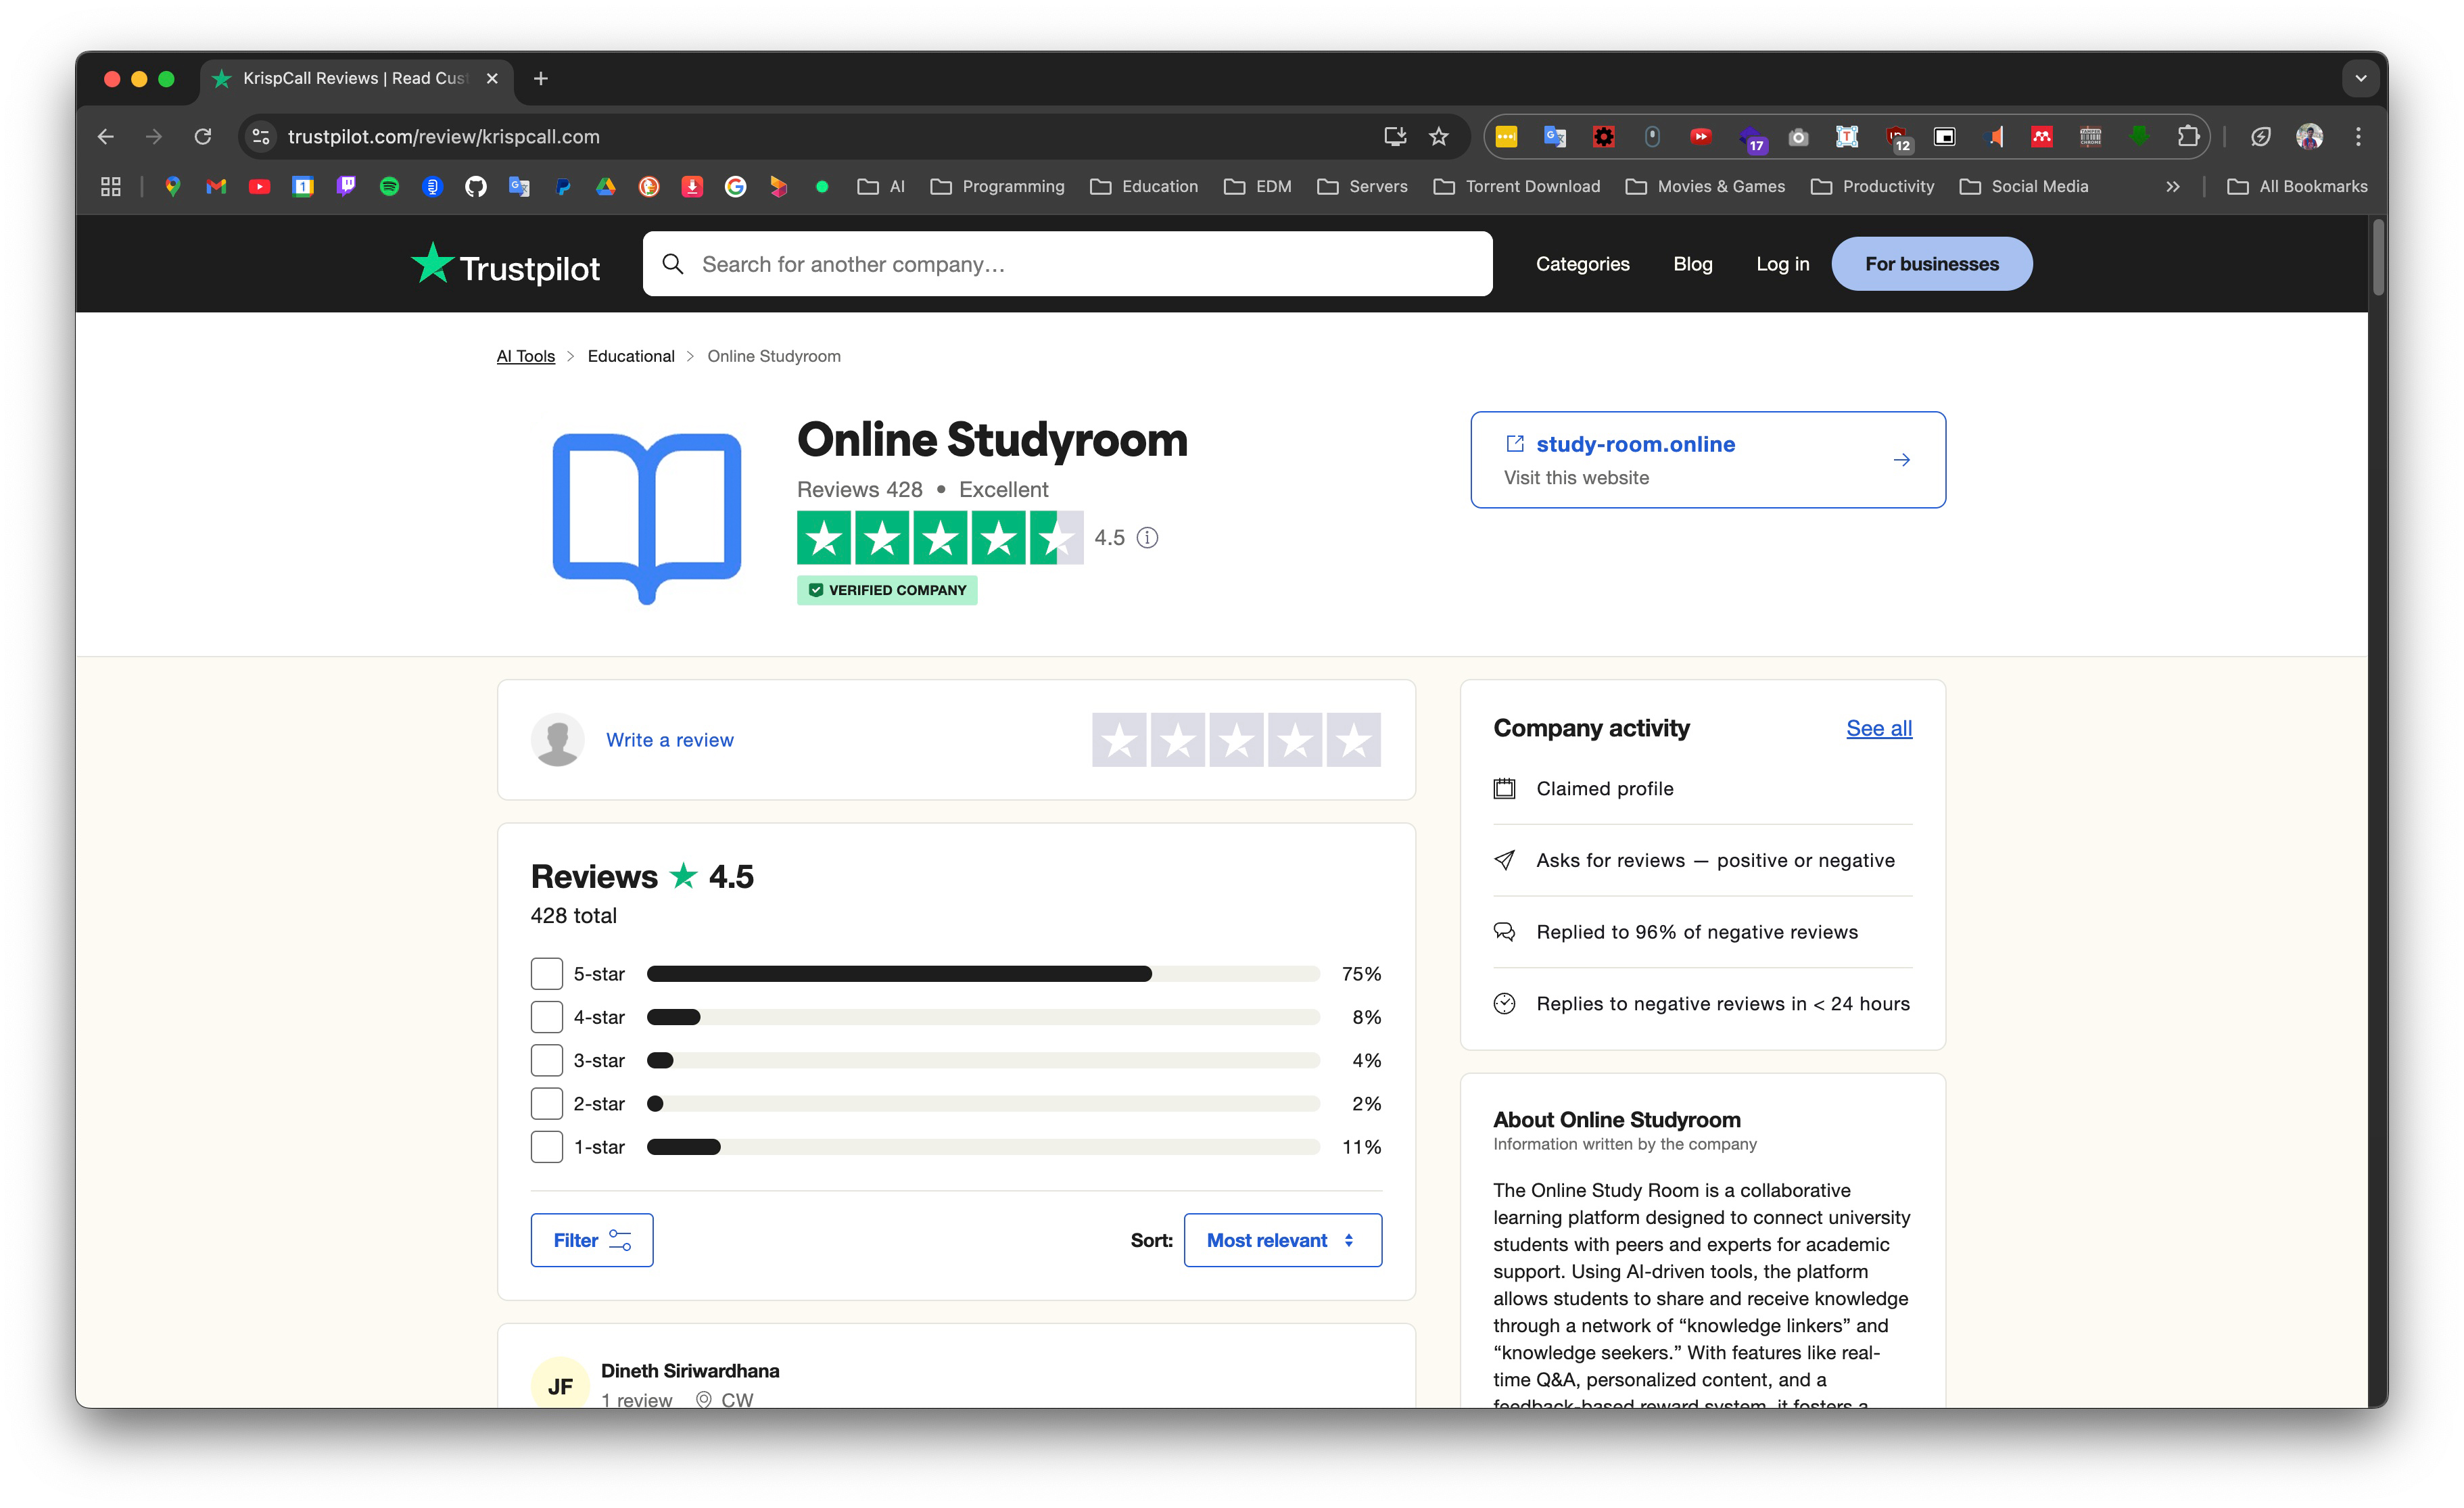 KrispCall Reviews | Read Cus
trustpilot.com/review/krispcall.com
17
12
1
AI
Programming
Education
EDM
Servers
Torrent Download
Movies & Games
Productivity
Social Media
All Bookmarks
Trustpilot
Search for another company…
Categories
Blog
Log in
For businesses
AI Tools > Educational > Online Studyroom
Online Studyroom
Reviews 428 • Excellent
4.5
VERIFIED COMPANY
study-room.online
Visit this website
Write a review
Reviews ★ 4.5
428 total
5-star 75%
4-star 8%
3-star 4%
2-star 2%
1-star 11%
Filter
Sort: Most relevant
Dineth Siriwardhana
JF
1 review CW
Company activity
See all
Claimed profile
Asks for reviews — positive or negative
Replied to 96% of negative reviews
Replies to negative reviews in < 24 hours
About Online Studyroom
Information written by the company
The Online Study Room is a collaborative
learning platform designed to connect university
students with peers and experts for academic
support. Using AI-driven tools, the platform
allows students to share and receive knowledge
through a network of “knowledge linkers” and
“knowledge seekers.” With features like real-
time Q&A, personalized content, and a
feedback-based reward system, it fosters a